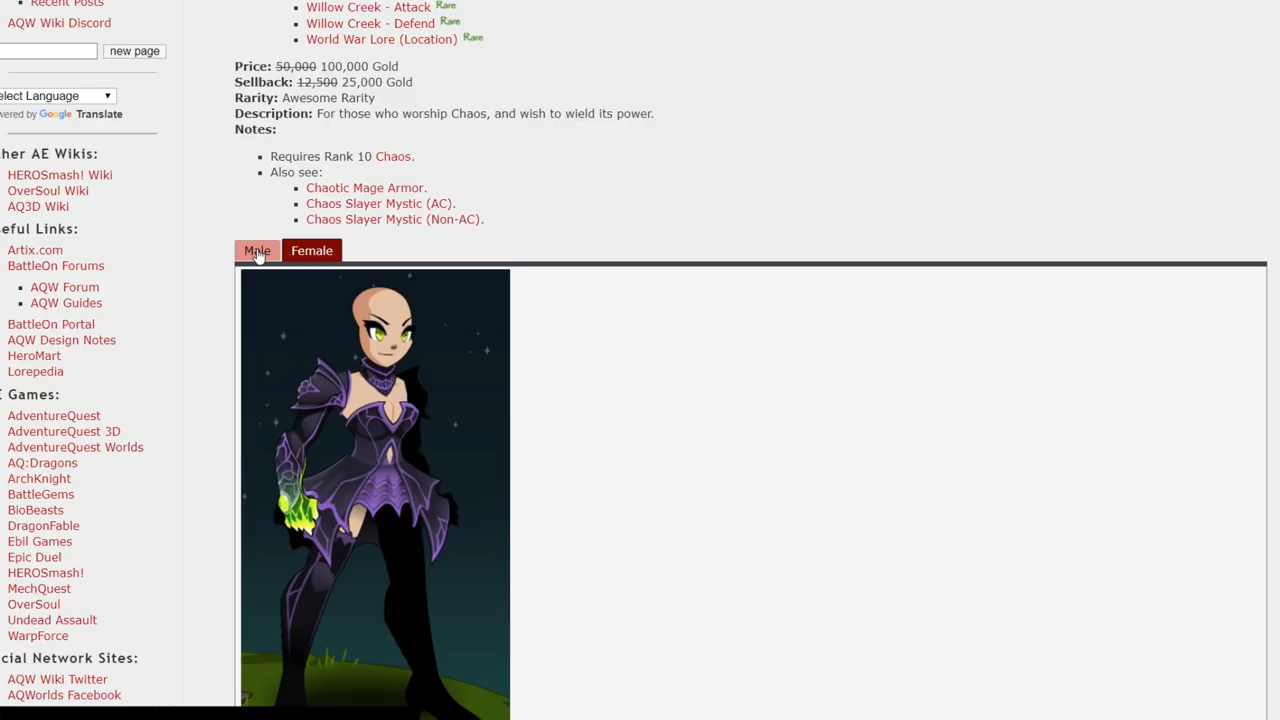 Recent Posts
AQW Wiki Discord
new page
elect Language
wered by Google Translate
her AE Wikis:
HEROSmash! Wiki
OverSoul Wiki
AQ3D Wiki
eful Links:
Artix.com
BattleOn Forums
AQW Forum
AQW Guides
BattleOn Portal
AQW Design Notes
HeroMart
Lorepedia
E Games:
AdventureQuest
AdventureQuest 3D
AdventureQuest Worlds
AQ:Dragons
ArchKnight
BattleGems
BioBeasts
DragonFable
Ebil Games
Epic Duel
HEROSmash!
MechQuest
OverSoul
Undead Assault
WarpForce
cial Network Sites:
AQW Wiki Twitter
AQWorlds Facebook
Willow Creek - Attack Rare
Willow Creek - Defend Rare
World War Lore (Location) Rare
Price: 50,000 100,000 Gold
Sellback: 12,500 25,000 Gold
Rarity: Awesome Rarity
Description: For those who worship Chaos, and wish to wield its power.
Notes:
Requires Rank 10 Chaos.
Also see:
Chaotic Mage Armor.
Chaos Slayer Mystic (AC).
Chaos Slayer Mystic (Non-AC).
Male Female